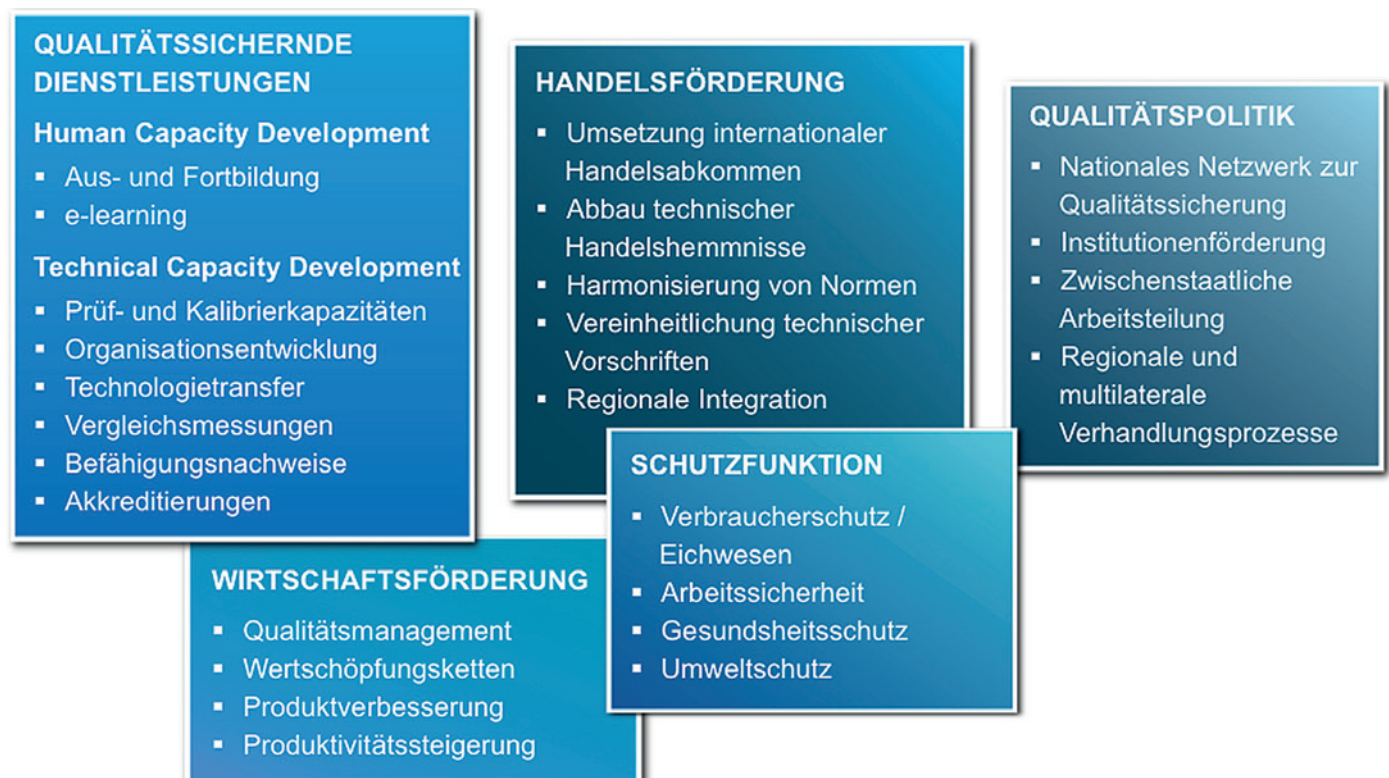 QUALITÄTSSICHERNDE
DIENSTLEISTUNGEN
Human Capacity Development
▪ Aus- und Fortbildung
▪ e-learning
Technical Capacity Development
▪ Prüf- und Kalibrierkapazitäten
▪ Organisationsentwicklung
▪ Technologietransfer
▪ Vergleichsmessungen
▪ Befähigungsnachweise
▪ Akkreditierungen
HANDELSFÖRDERUNG
▪ Umsetzung internationaler
Handelsabkommen
▪ Abbau technischer
Handelshemmnisse
▪ Harmonisierung von Normen
▪ Vereinheitlichung technischer
Vorschriften
▪ Regionale Integration
QUALITÄTSPOLITIK
▪ Nationales Netzwerk zur
Qualitätssicherung
▪ Institutionenförderung
▪ Zwischenstaatliche
Arbeitsteilung
▪ Regionale und
multilaterale
Verhandlungsprozesse
WIRTSCHAFTSFÖRDERUNG
▪ Qualitätsmanagement
▪ Wertschöpfungsketten
▪ Produktverbesserung
▪ Produktivitätssteigerung
SCHUTZFUNKTION
▪ Verbraucherschutz /
Eichwesen
▪ Arbeitssicherheit
▪ Gesundsheitsschutz
▪ Umweltschutz